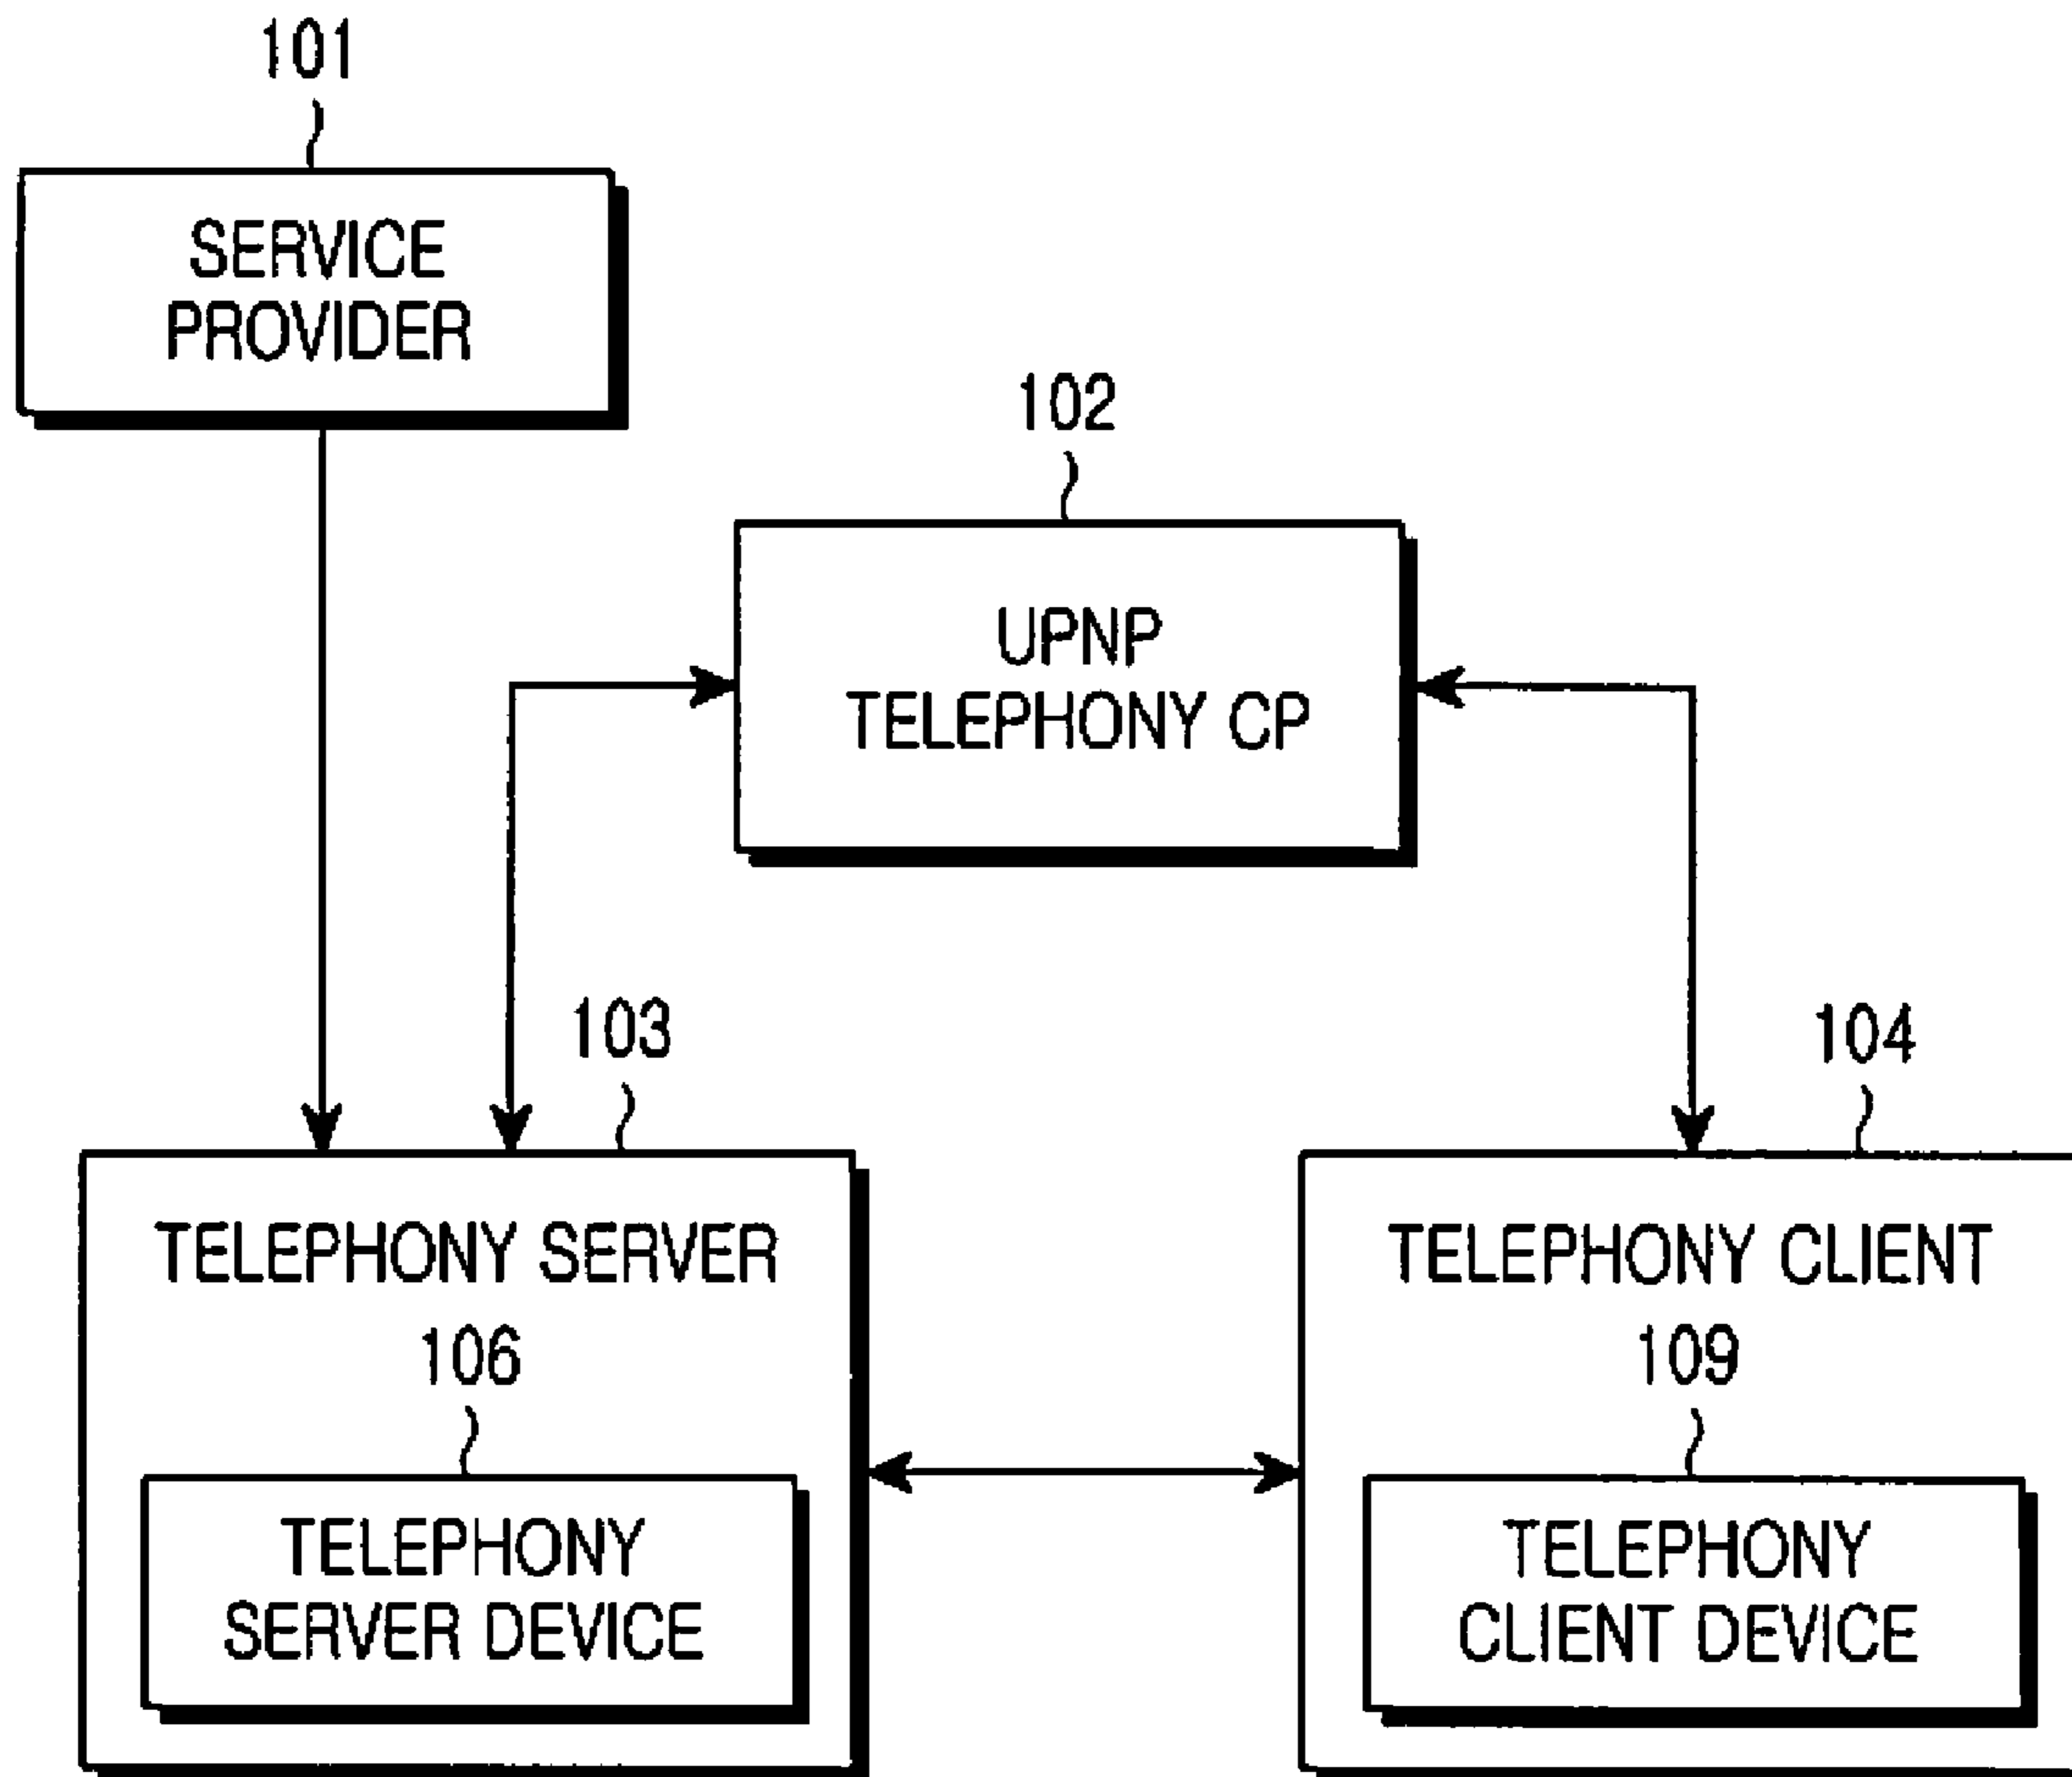 101
SERVICE
PROVIDER
102
UPNP
TELEPHONY CP
103
TELEPHONY SERVER
106
TELEPHONY
SERVER DEVICE
104
TELEPHONY CLIENT
109
TELEPHONY
CLIENT DEVICE